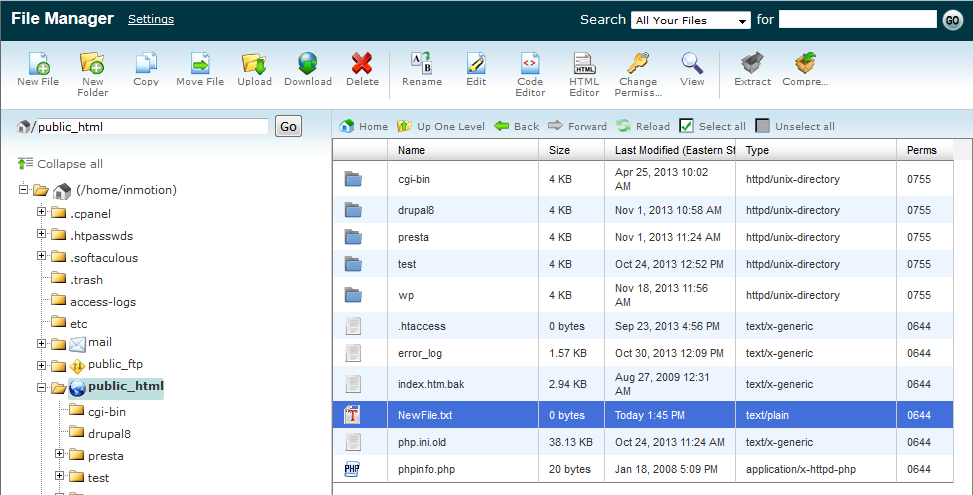 File Manager Settings Search All Your Files for GO
New File New Folder Copy Move File Upload Download Delete Rename Edit Code Editor HTML Editor Change Permiss... View Extract Compre...
/public_html Go
Home Up One Level Back Forward Reload Select all Unselect all
Collapse all
(/home/inmotion)
.cpanel
.htpasswds
.softaculous
.trash
access-logs
etc
mail
public_ftp
public_html
cgi-bin
drupal8
presta
test
Name Size Last Modified (Eastern St Type Perms
cgi-bin 4 KB Apr 25, 2013 10:02 AM httpd/unix-directory 0755
drupal8 4 KB Nov 1, 2013 10:58 AM httpd/unix-directory 0755
presta 4 KB Nov 1, 2013 11:24 AM httpd/unix-directory 0755
test 4 KB Oct 24, 2013 12:52 PM httpd/unix-directory 0755
wp 4 KB Nov 18, 2013 11:56 AM httpd/unix-directory 0755
.htaccess 0 bytes Sep 23, 2013 4:56 PM text/x-generic 0644
error_log 1.57 KB Oct 30, 2013 12:09 PM text/x-generic 0644
index.htm.bak 2.94 KB Aug 27, 2009 12:31 AM text/x-generic 0644
NewFile.txt 0 bytes Today 1:45 PM text/plain 0644
php.ini.old 38.13 KB Oct 24, 2013 11:24 AM text/x-generic 0644
phpinfo.php 20 bytes Jan 18, 2008 5:09 PM application/x-httpd-php 0644